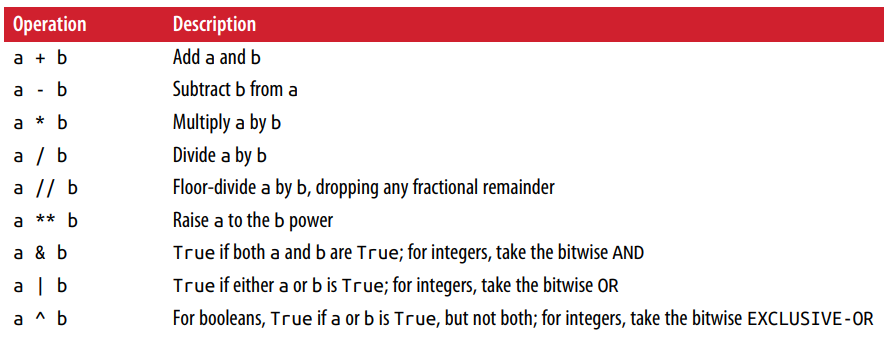 Operation Description
a + b Add a and b
a - b Subtract b from a
a * b Multiply a by b
a / b Divide a by b
a // b Floor-divide a by b, dropping any fractional remainder
a ** b Raise a to the b power
a & b True if both a and b are True; for integers, take the bitwise AND
a | b True if either a or b is True; for integers, take the bitwise OR
a ^ b For booleans, True if a or b is True, but not both; for integers, take the bitwise EXCLUSIVE-OR